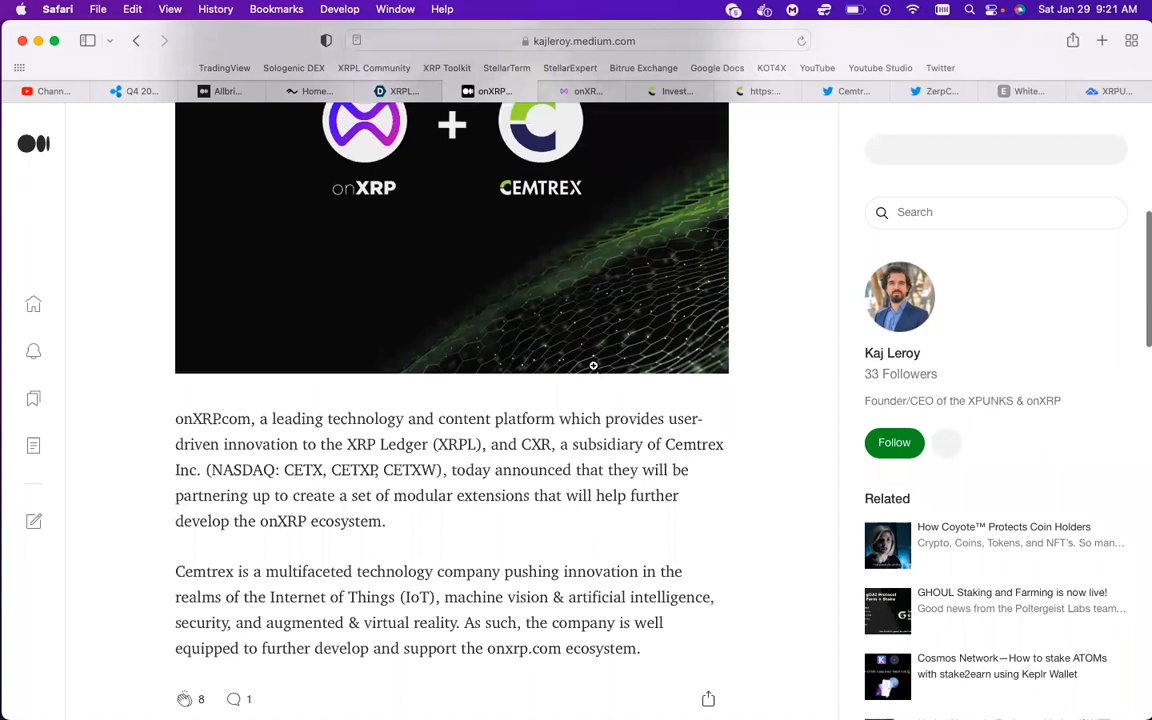 Safari File Edit View History Bookmarks Develop Window Help Sat Jan 29 9:21 AM
kajleroy.medium.com
TradingView Sologenic DEX XRPL Community XRP Toolkit StellarTerm StellarExpert Bitrue Exchange Google Docs KOT4X YouTube Youtube Studio Twitter
Chann... Q4 20... Allbri... Home... XRPL... onXRP... onXR... Invest... https:... Cemtr... ZerpC... White... XRPU...
onXRP + CEMTREX
Search
Kaj Leroy
33 Followers
Founder/CEO of the XPUNKS & onXRP
Follow
onXRP.com, a leading technology and content platform which provides user-
driven innovation to the XRP Ledger (XRPL), and CXR, a subsidiary of Cemtrex
Inc. (NASDAQ: CETX, CETXP, CETXW), today announced that they will be
partnering up to create a set of modular extensions that will help further
develop the onXRP ecosystem.
Cemtrex is a multifaceted technology company pushing innovation in the
realms of the Internet of Things (IoT), machine vision & artificial intelligence,
security, and augmented & virtual reality. As such, the company is well
equipped to further develop and support the onxrp.com ecosystem.
8 1
Related
How Coyote™ Protects Coin Holders
Crypto, Coins, Tokens, and NFT's. So man...
GHOUL Staking and Farming is now live!
Good news from the Poltergeist Labs team...
Cosmos Network—How to stake ATOMs
with stake2earn using Keplr Wallet